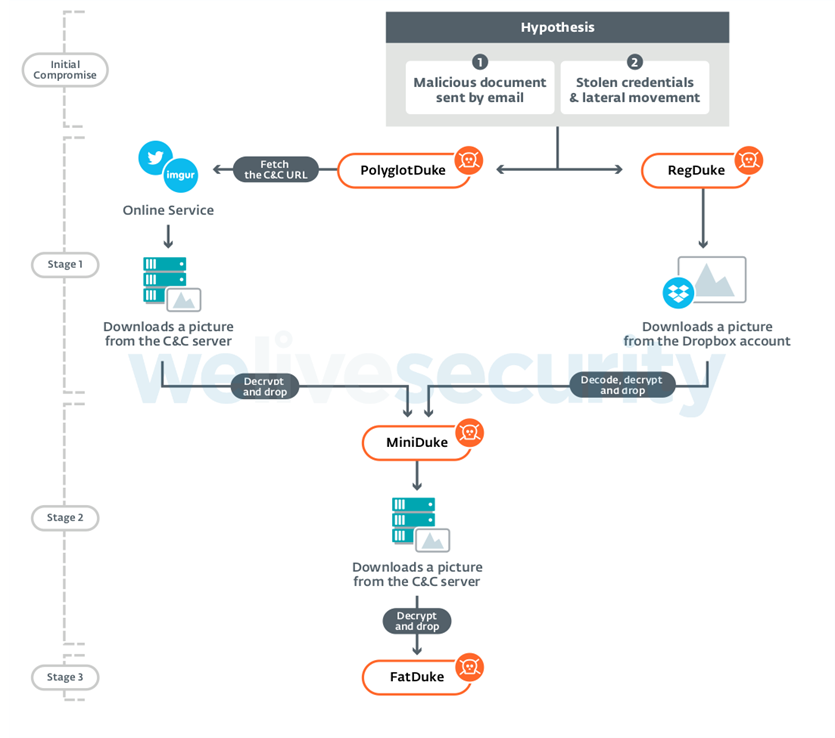 Hypothesis
Initial
Compromise
1
2
Malicious document
sent by email
Stolen credentials
& lateral movement
imgur
Fetch
the C&C URL
PolyglotDuke
RegDuke
Online Service
Stage 1
Downloads a picture
from the C&C server
Downloads a picture
from the Dropbox account
welivesecurity
Decrypt
and drop
Decode, decrypt
and drop
MiniDuke
Stage 2
Downloads a picture
from the C&C server
Decrypt
and drop
Stage 3
FatDuke